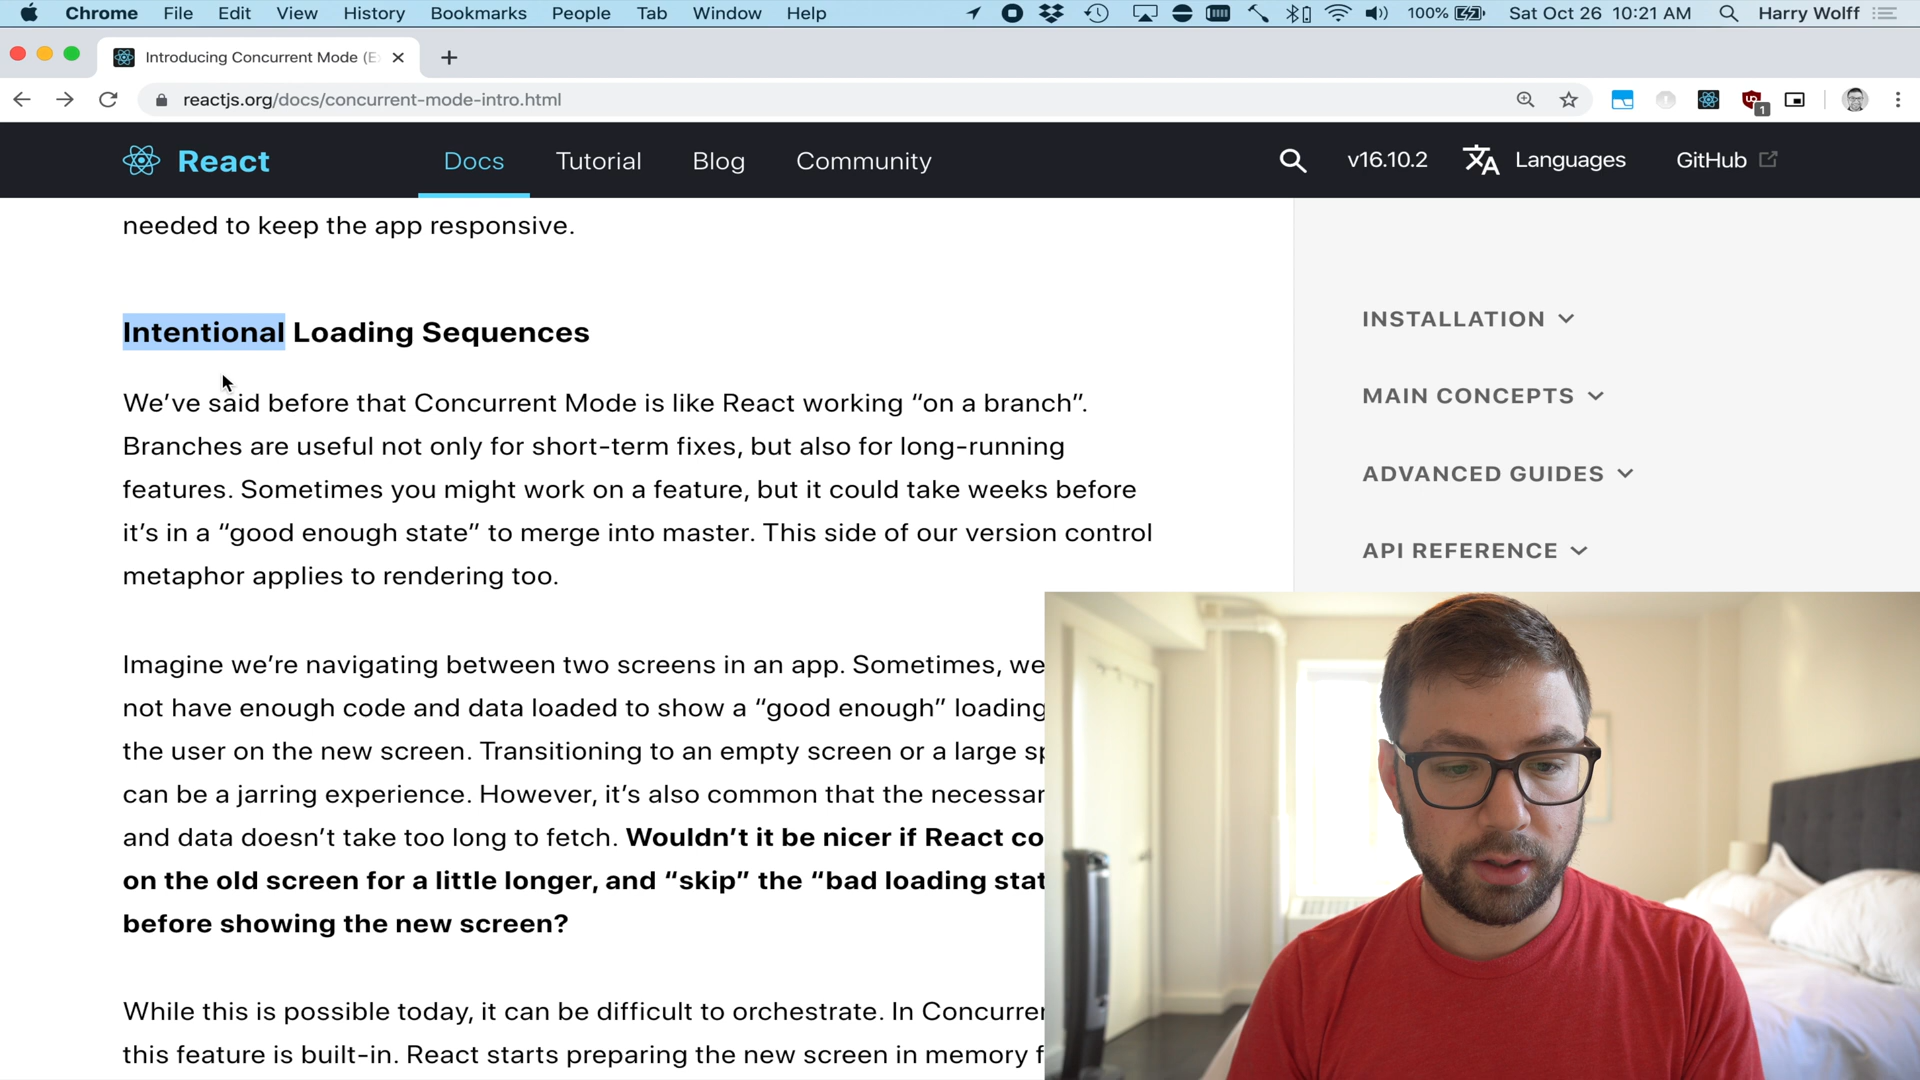 Chrome File Edit View History Bookmarks People Tab Window Help 100% Sat Oct 26 10:21 AM Harry Wolff
Introducing Concurrent Mode (E
reactjs.org/docs/concurrent-mode-intro.html
1
React Docs Tutorial Blog Community v16.10.2 Languages GitHub
needed to keep the app responsive.
Intentional Loading Sequences
We’ve said before that Concurrent Mode is like React working “on a branch”.
Branches are useful not only for short-term fixes, but also for long-running
features. Sometimes you might work on a feature, but it could take weeks before
it’s in a “good enough state” to merge into master. This side of our version control
metaphor applies to rendering too.
Imagine we’re navigating between two screens in an app. Sometimes, we
not have enough code and data loaded to show a “good enough” loading
the user on the new screen. Transitioning to an empty screen or a large sp
can be a jarring experience. However, it’s also common that the necessar
and data doesn’t take too long to fetch. Wouldn’t it be nicer if React co
on the old screen for a little longer, and “skip” the “bad loading stat
before showing the new screen?
While this is possible today, it can be difficult to orchestrate. In Concurre
this feature is built-in. React starts preparing the new screen in memory f
INSTALLATION
MAIN CONCEPTS
ADVANCED GUIDES
API REFERENCE